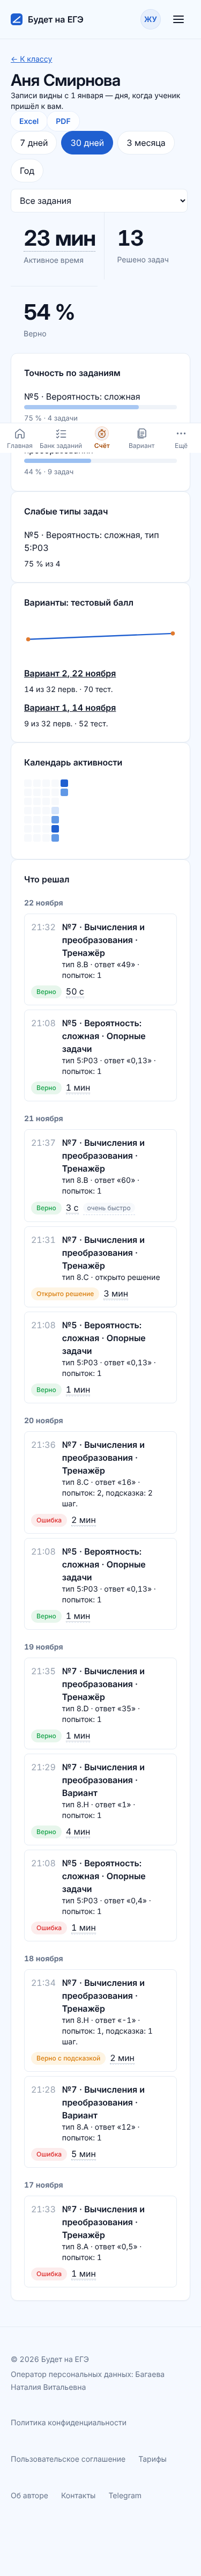 Будет на ЕГЭ
ЖУ
← К классу
Аня Смирнова
Записи видны с 1 января — дня, когда ученик
пришёл к вам.
Excel PDF
7 дней 30 дней 3 месяца
Год
Все задания
23 мин 13
Активное время Решено задач
54 %
Верно
Точность по заданиям
№5 · Вероятность: сложная
75 % · 4 задачи
Главная Банк заданий Счёт Вариант Ещё
44 % · 9 задач
Слабые типы задач
№5 · Вероятность: сложная, тип
5:P03
75 % из 4
Варианты: тестовый балл
Вариант 2, 22 ноября
14 из 32 перв. · 70 тест.
Вариант 1, 14 ноября
9 из 32 перв. · 52 тест.
Календарь активности
Что решал
22 ноября
21:32 №7 · Вычисления и
преобразования ·
Тренажёр
тип 8.B · ответ «49» ·
попыток: 1
Верно 50 с
21:08 №5 · Вероятность:
сложная · Опорные
задачи
тип 5:P03 · ответ «0,13» ·
попыток: 1
Верно 1 мин
21 ноября
21:37 №7 · Вычисления и
преобразования ·
Тренажёр
тип 8.B · ответ «60» ·
попыток: 1
Верно 3 с очень быстро
21:31 №7 · Вычисления и
преобразования ·
Тренажёр
тип 8.C · открыто решение
Открыто решение 3 мин
21:08 №5 · Вероятность:
сложная · Опорные
задачи
тип 5:P03 · ответ «0,13» ·
попыток: 1
Верно 1 мин
20 ноября
21:36 №7 · Вычисления и
преобразования ·
Тренажёр
тип 8.C · ответ «16» ·
попыток: 2, подсказка: 2
шаг.
Ошибка 2 мин
21:08 №5 · Вероятность:
сложная · Опорные
задачи
тип 5:P03 · ответ «0,13» ·
попыток: 1
Верно 1 мин
19 ноября
21:35 №7 · Вычисления и
преобразования ·
Тренажёр
тип 8.D · ответ «35» ·
попыток: 1
Верно 1 мин
21:29 №7 · Вычисления и
преобразования ·
Вариант
тип 8.H · ответ «1» ·
попыток: 1
Верно 4 мин
21:08 №5 · Вероятность:
сложная · Опорные
задачи
тип 5:P03 · ответ «0,4» ·
попыток: 1
Ошибка 1 мин
18 ноября
21:34 №7 · Вычисления и
преобразования ·
Тренажёр
тип 8.H · ответ «-1» ·
попыток: 1, подсказка: 1
шаг.
Верно с подсказкой 2 мин
21:28 №7 · Вычисления и
преобразования ·
Вариант
тип 8.A · ответ «12» ·
попыток: 1
Ошибка 5 мин
17 ноября
21:33 №7 · Вычисления и
преобразования ·
Тренажёр
тип 8.A · ответ «0,5» ·
попыток: 1
Ошибка 1 мин
© 2026 Будет на ЕГЭ
Оператор персональных данных: Багаева
Наталия Витальевна
Политика конфиденциальности
Пользовательское соглашение Тарифы
Об авторе Контакты Telegram